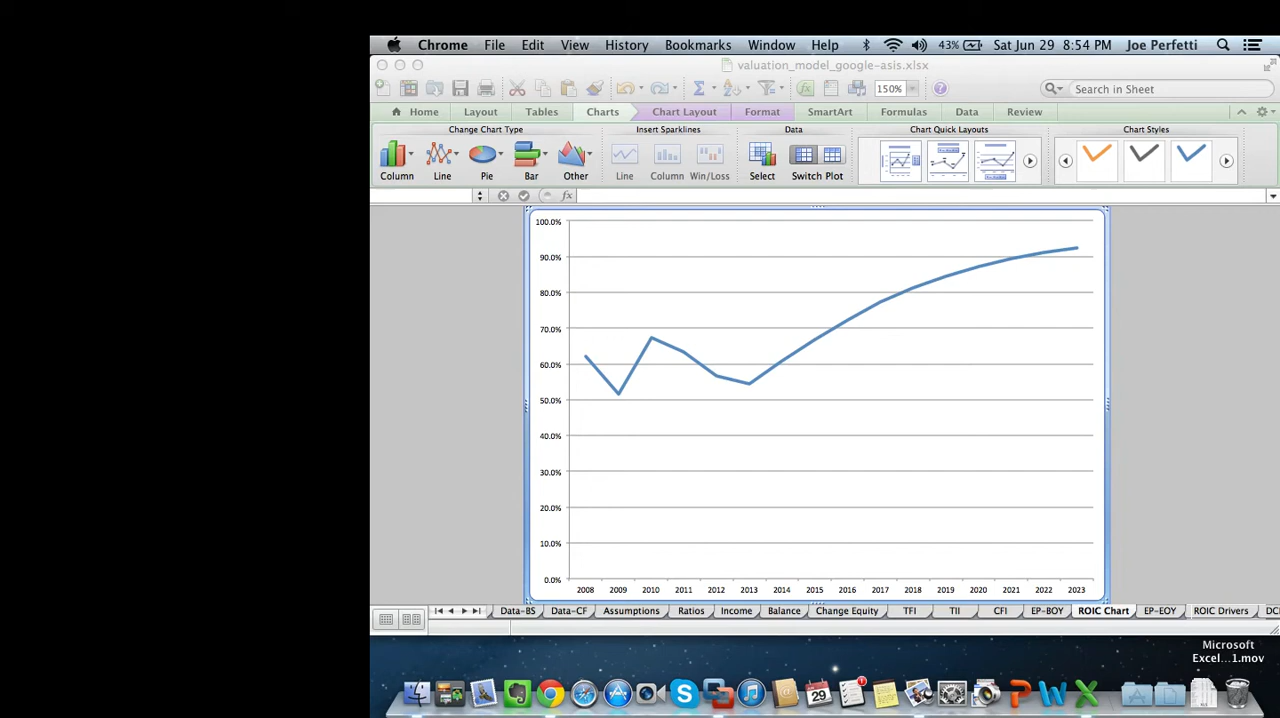 Chrome File Edit View History Bookmarks Window Help 43% Sat Jun 29 8:54 PM Joe Perfetti
valuation_model_google-asis.xlsx
150% Search in Sheet
Home Layout Tables Charts Chart Layout Format SmartArt Formulas Data Review
Change Chart Type Insert Sparklines Data Chart Quick Layouts Chart Styles
Column Line Pie Bar Other Line Column Win/Loss Select Switch Plot
fx
100.0%
90.0%
80.0%
70.0%
60.0%
50.0%
40.0%
30.0%
20.0%
10.0%
0.0%
2008 2009 2010 2011 2012 2013 2014 2015 2016 2017 2018 2019 2020 2021 2022 2023
Data-BS Data-CF Assumptions Ratios Income Balance Change Equity TFI TII CFI EP-BOY ROIC Chart EP-EOY ROIC Drivers DC
Microsoft
Excel...1.mov
29
1